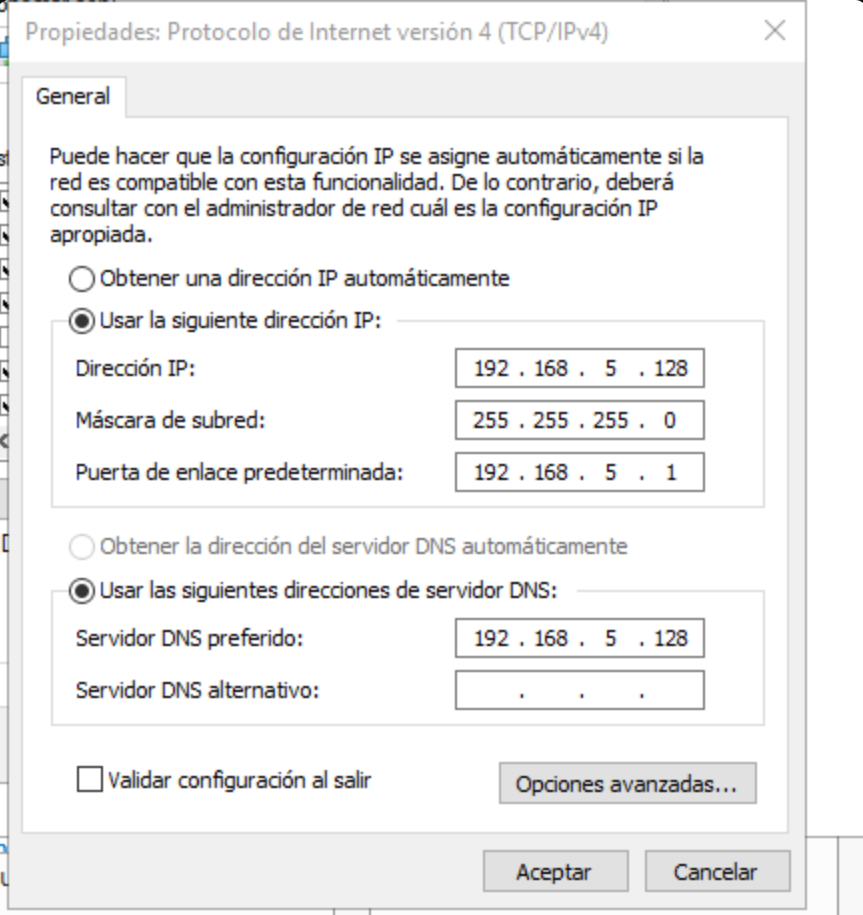 Propiedades: Protocolo de Internet versión 4 (TCP/IPv4)
General
Puede hacer que la configuración IP se asigne automáticamente si la
red es compatible con esta funcionalidad. De lo contrario, deberá
consultar con el administrador de red cuál es la configuración IP
apropiada.
Obtener una dirección IP automáticamente
Usar la siguiente dirección IP:
Dirección IP: 192 . 168 . 5 . 128
Máscara de subred: 255 . 255 . 255 . 0
Puerta de enlace predeterminada: 192 . 168 . 5 . 1
Obtener la dirección del servidor DNS automáticamente
Usar las siguientes direcciones de servidor DNS:
Servidor DNS preferido: 192 . 168 . 5 . 128
Servidor DNS alternativo: . . .
Validar configuración al salir
Opciones avanzadas...
Aceptar Cancelar